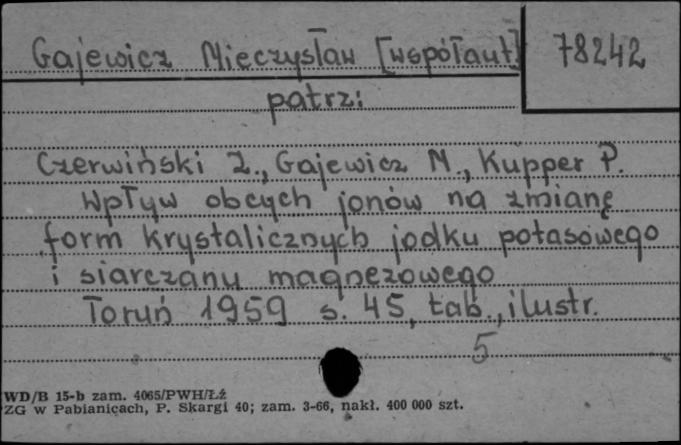 Gajewicz Mieczysław [współaut] 78242
patrz:
Czerwiński Z., Gajewicz M., Kupper P.
Wpływ obcych jonów na zmianę
form krystalicznych jodku potasowego
i siarczanu magnezowego
Toruń 1959 s. 45, tab., ilustr.
5
WD/B 15-b zam. 4065/PWH/Łź
ZG w Pabianicach, P. Skargi 40; zam. 3-66, nakł. 400 000 szt.